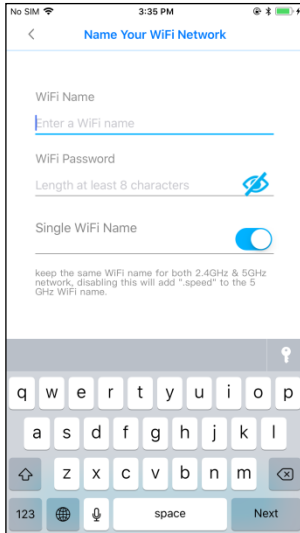 No SIM 3:35 PM
Name Your WiFi Network
WiFi Name
Enter a WiFi name
WiFi Password
Length at least 8 characters
Single WiFi Name
keep the same WiFi name for both 2.4GHz & 5GHz
network, disabling this will add ".speed" to the 5
GHz WiFi name.
q w e r t y u i o p
a s d f g h j k l
z x c v b n m
123 space Next